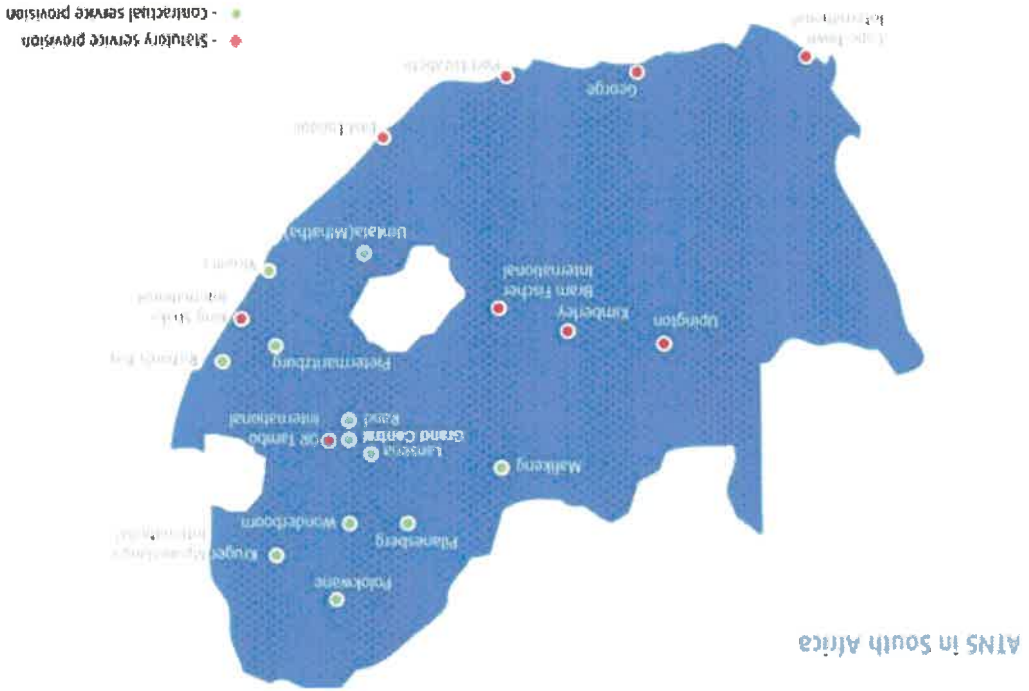 ATNS in South Africa
Polokwane
Kruger Mpumalanga
International
Pilanesberg
Wonderboom
Mafikeng
Lanseria
Grand Central
OR Tambo
International
Rand
Richards Bay
Pietermaritzburg
Upington
Kimberley
Bram Fischer
International
King Shaka
International
Virginia
Umtata(Mthatha)
East London
George
Port Elizabeth
Cape Town
International
- Statutory service provision
- Contractual service provision